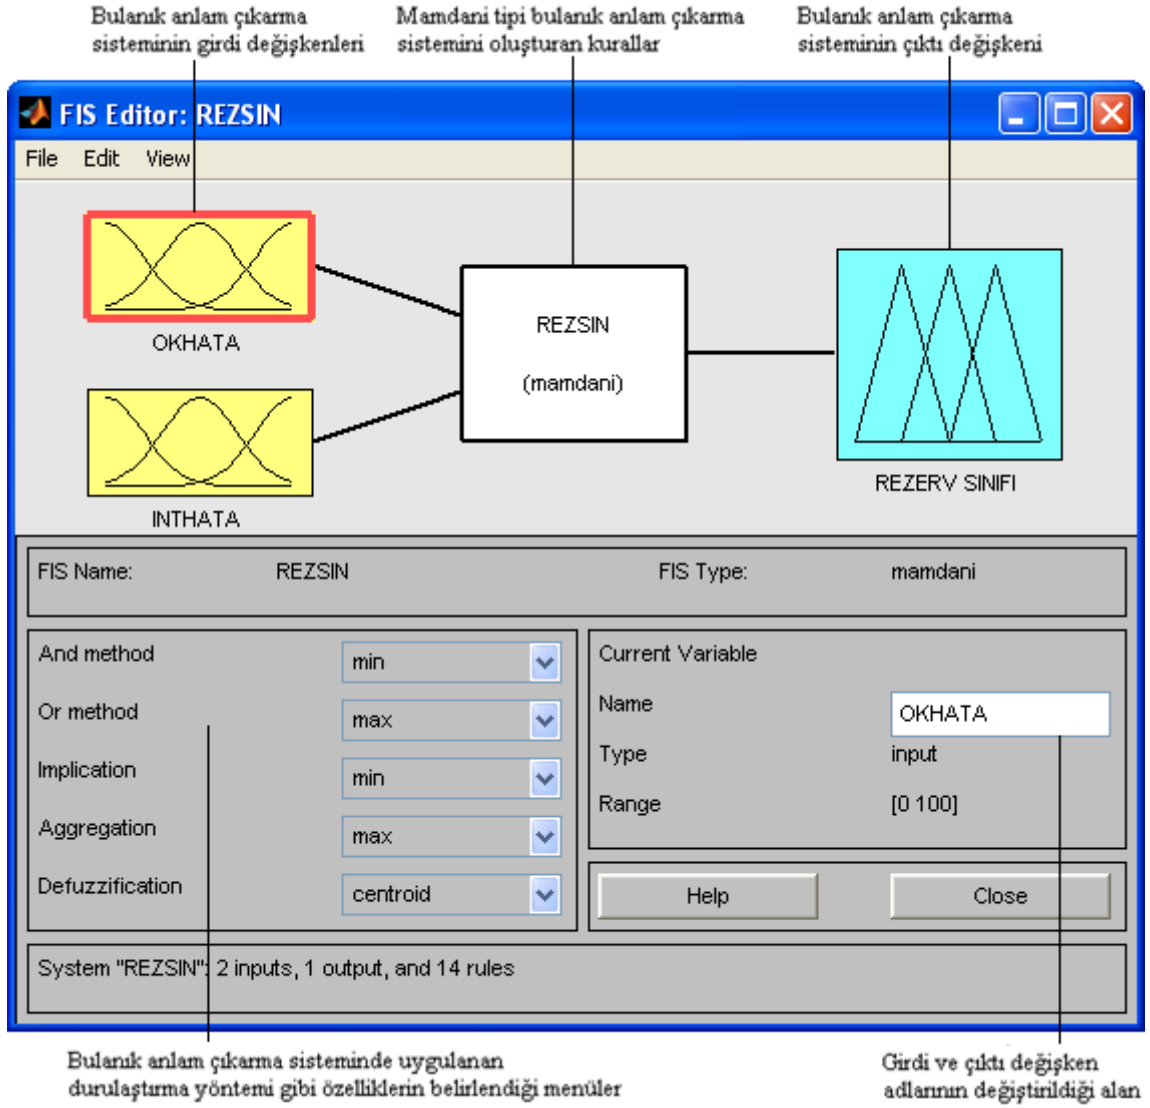 Bulanık anlam çıkarma
sisteminin girdi değişkenleri
Mamdani tipi bulanık anlam çıkarma
sistemini oluşturan kurallar
Bulanık anlam çıkarma
sisteminin çıktı değişkeni
FIS Editor: REZSIN
File Edit View
OKHATA
INTHATA
REZSIN
(mamdani)
REZERV SINIFI
FIS Name: REZSIN FIS Type: mamdani
And method min
Or method max
Implication min
Aggregation max
Defuzzification centroid
Current Variable
Name OKHATA
Type input
Range [0 100]
Help Close
System "REZSIN": 2 inputs, 1 output, and 14 rules
Bulanık anlam çıkarma sisteminde uygulanan
durulaştırma yöntemi gibi özelliklerin belirlendiği menüler
Girdi ve çıktı değişken
adlarının değiştirildiği alan